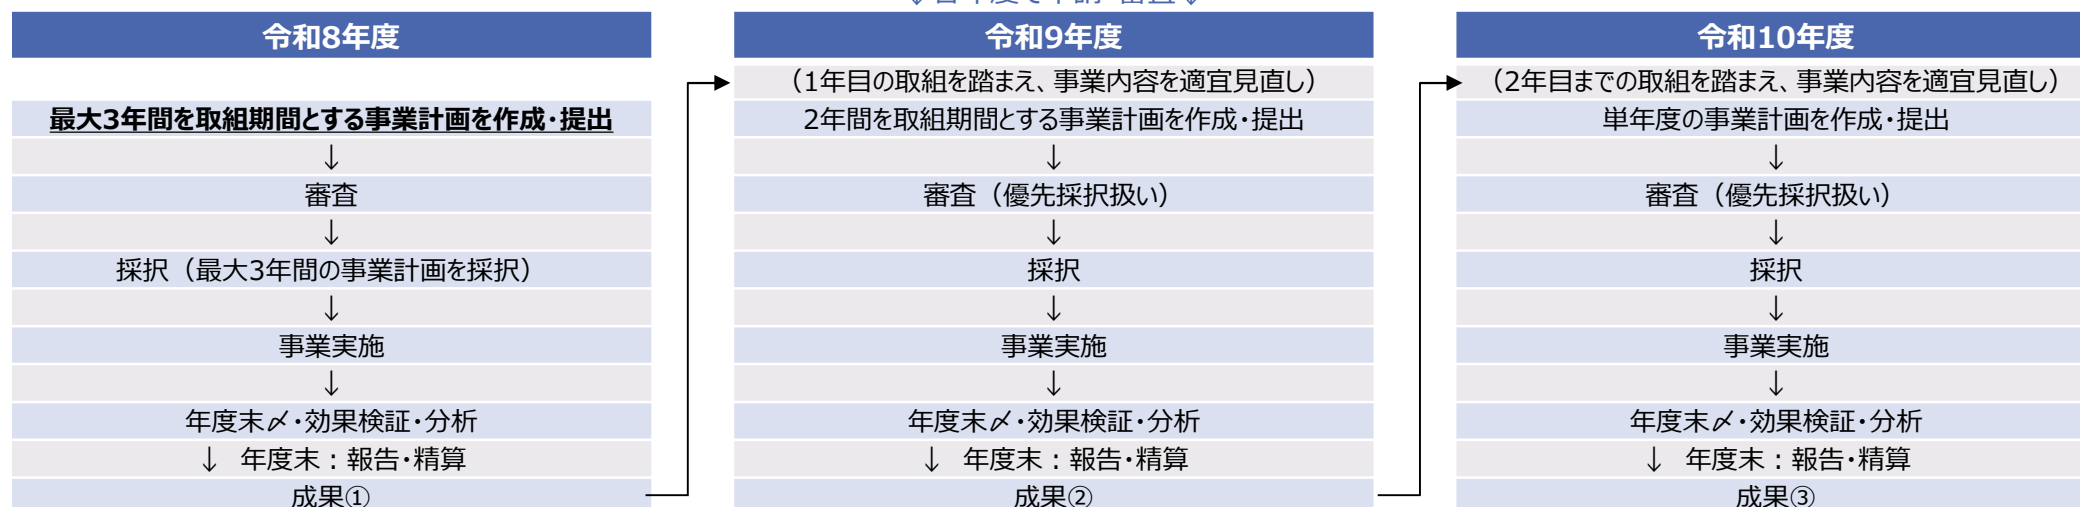 令和8年度
最大3年間を取組期間とする事業計画を作成・提出
↓
審査
↓
採択（最大3年間の事業計画を採択）
↓
事業実施
↓
年度末〆・効果検証・分析
↓ 年度末：報告・精算
成果①
令和9年度
（1年目の取組を踏まえ、事業内容を適宜見直し）
2年間を取組期間とする事業計画を作成・提出
↓
審査（優先採択扱い）
↓
採択
↓
事業実施
↓
年度末〆・効果検証・分析
↓ 年度末：報告・精算
成果②
令和10年度
（2年目までの取組を踏まえ、事業内容を適宜見直し）
単年度の事業計画を作成・提出
↓
審査（優先採択扱い）
↓
採択
↓
事業実施
↓
年度末〆・効果検証・分析
↓ 年度末：報告・精算
成果③